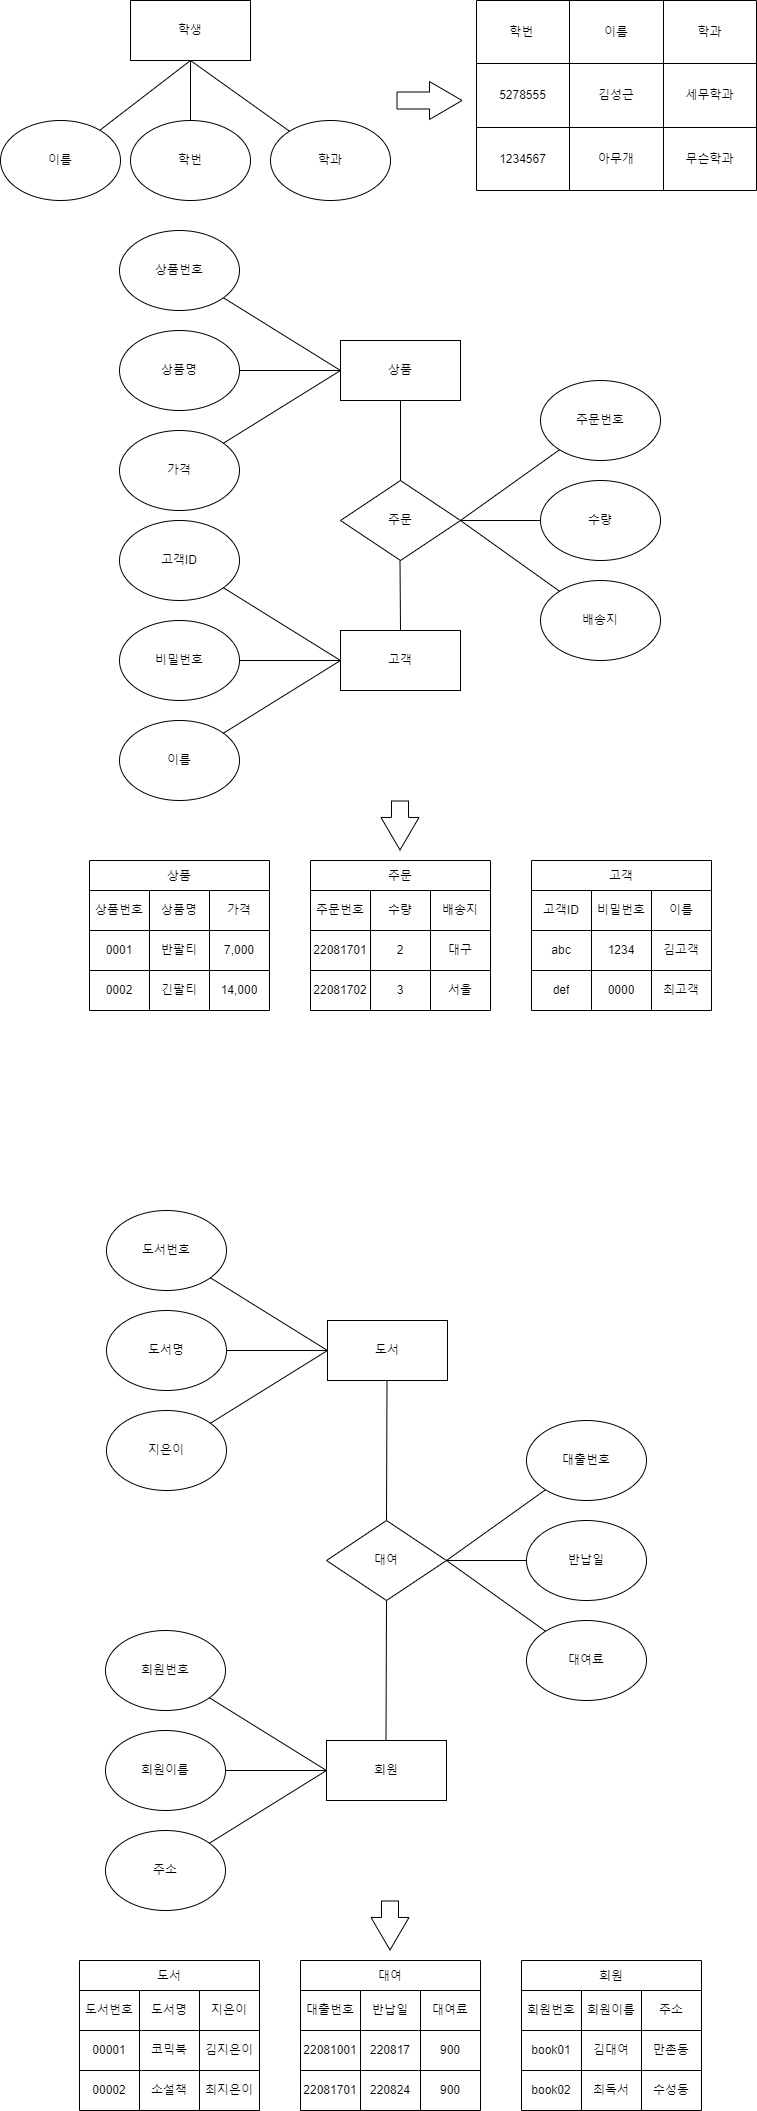 학생
이름 학번 학과
학번 이름 학과
5278555 김성근 세무학과
1234567 아무개 무슨학과
상품번호
상품명
가격
상품
주문번호
주문
수량
배송지
고객ID
비밀번호
이름
고객
상품
상품번호 상품명 가격
0001 반팔티 7,000
0002 긴팔티 14,000
주문
주문번호 수량 배송지
22081701 2 대구
22081702 3 서울
고객
고객ID 비밀번호 이름
abc 1234 김고객
def 0000 최고객
도서번호
도서명
지은이
도서
대출번호
대여
반납일
대여료
회원번호
회원이름
주소
회원
도서
도서번호 도서명 지은이
00001 코믹북 김지은이
00002 소설책 최지은이
대여
대출번호 반납일 대여료
22081001 220817 900
22081701 220824 900
회원
회원번호 회원이름 주소
book01 김대여 만촌동
book02 최독서 수성동